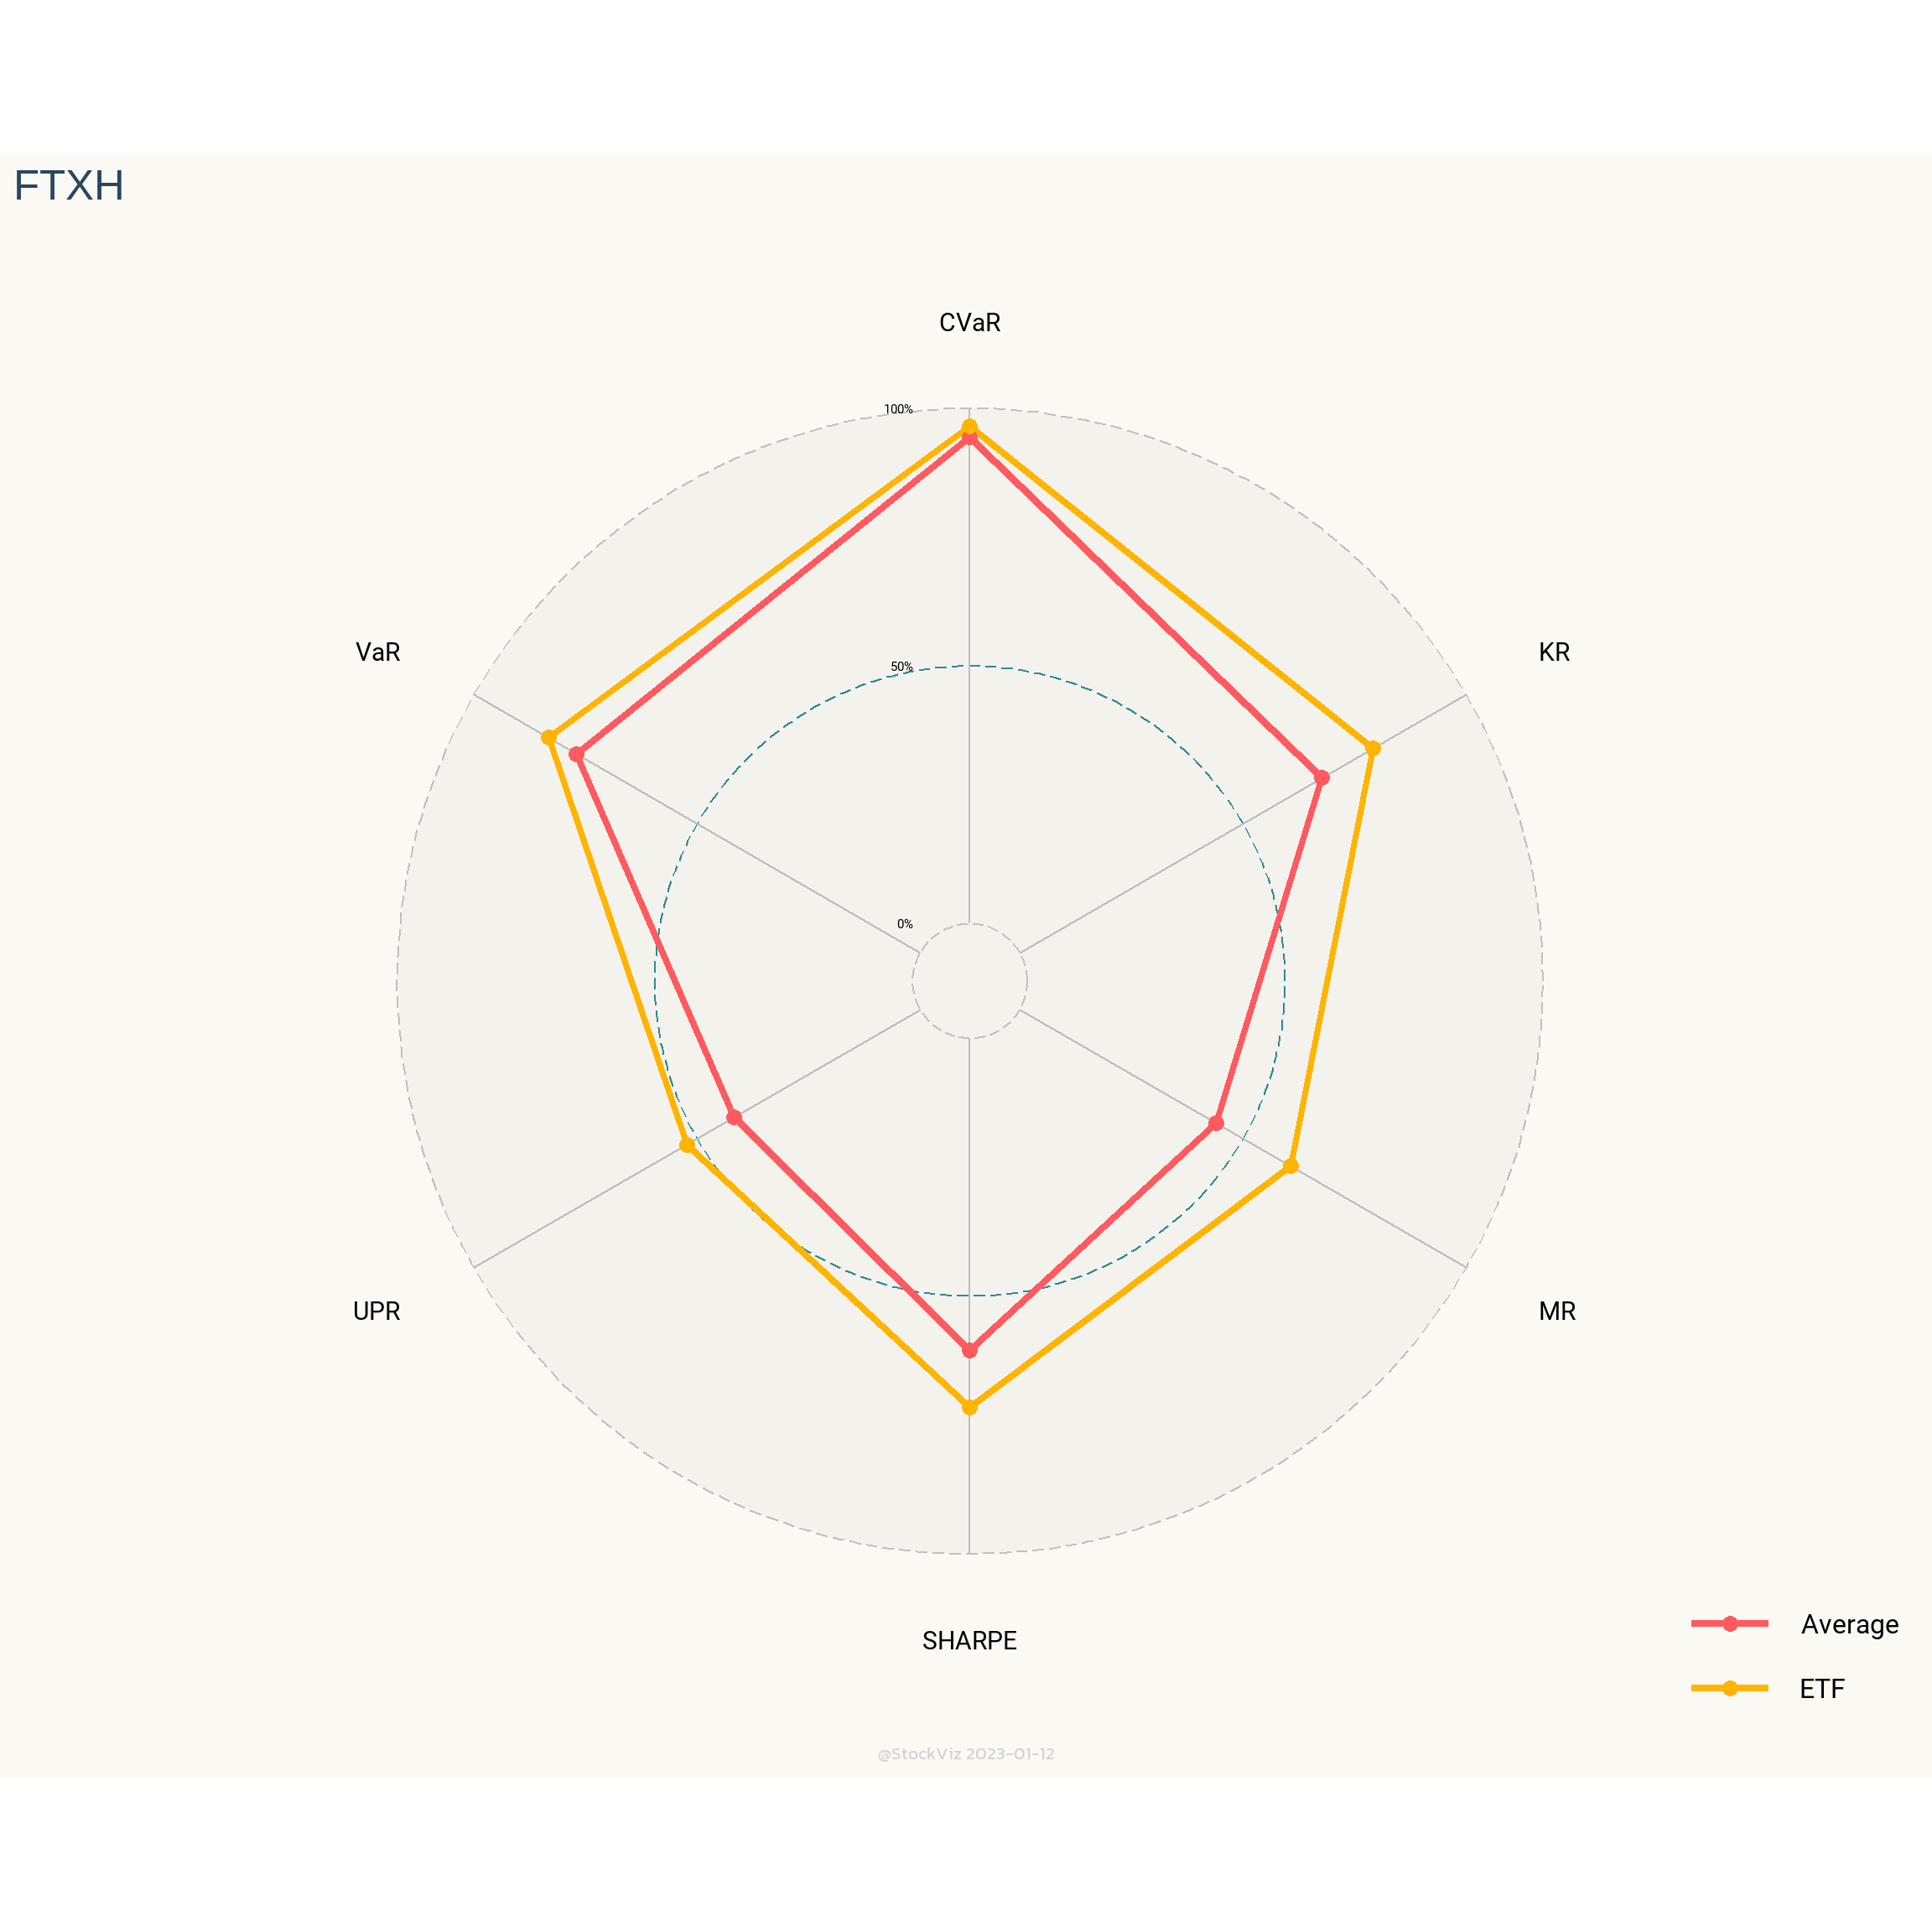 FTXH
CVaR
100%
KR
VaR
50%
0%
UPR
MR
SHARPE
Average
ETF
@StockViz 2023-01-12